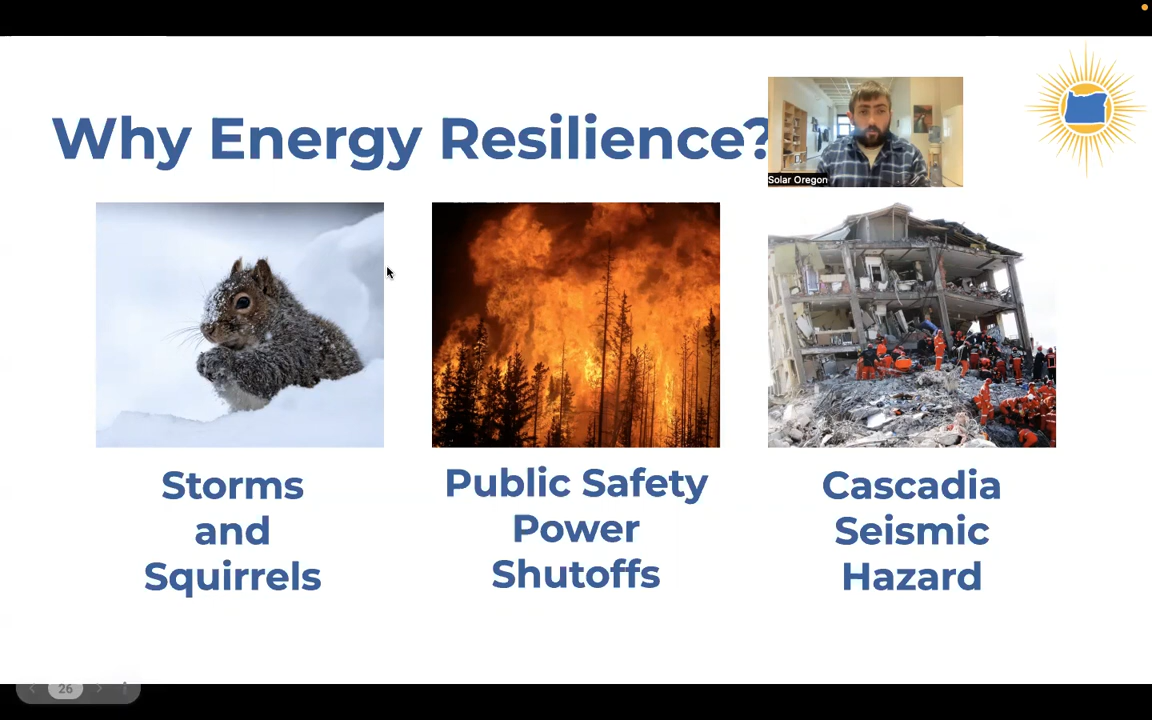 Why Energy Resilience?
Solar Oregon
Storms
and
Squirrels
Public Safety
Power
Shutoffs
Cascadia
Seismic
Hazard
26